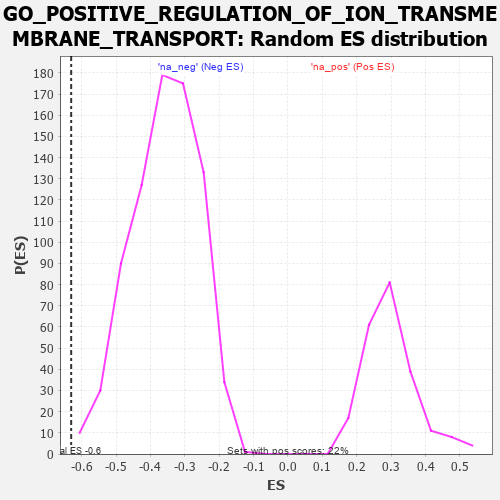 GO_POSITIVE_REGULATION_OF_ION_TRANSME
MBRANE_TRANSPORT: Random ES distribution
'na_neg' (Neg ES) 'na_pos' (Pos ES)
180
170
160
150
140
130
120
110
100
90
80
70
60
50
40
30
20
10
0
P(ES)
al ES -0.6 Sets with pos scores: 22%
-0.6 -0.5 -0.4 -0.3 -0.2 -0.1 0.0 0.1 0.2 0.3 0.4 0.5
ES